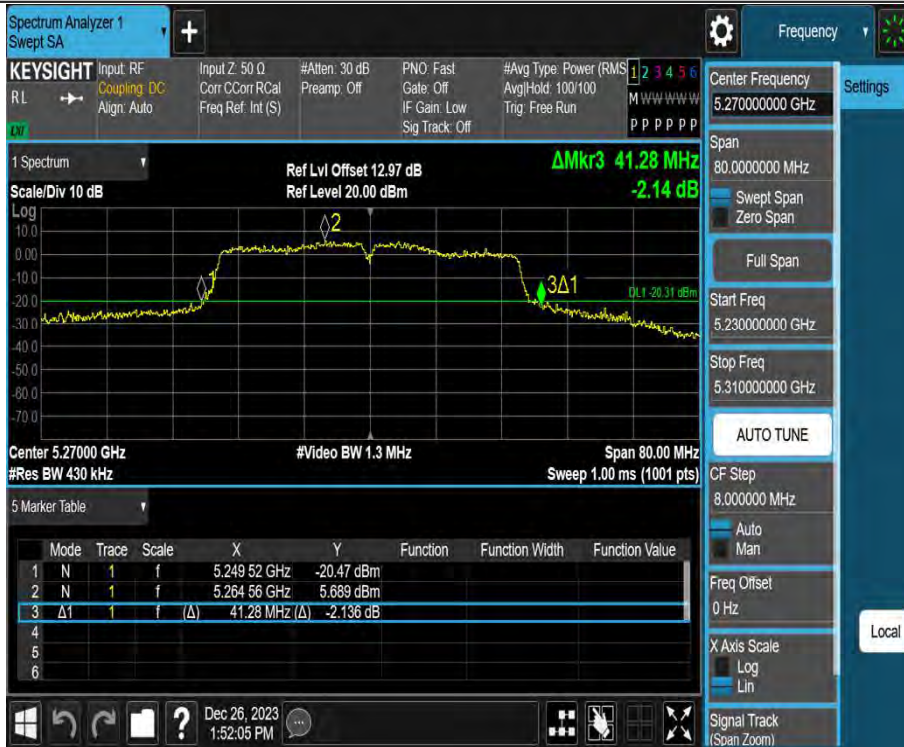 Spectrum Analyzer 1
Swept SA
+
Frequency
KEYSIGHT
RL
LXI
Input: RF
Coupling: DC
Align: Auto
Input Z: 50 Ω
Corr CCorr RCal
Freq Ref: Int (S)
#Atten: 30 dB
Preamp: Off
PNO: Fast
Gate: Off
IF Gain: Low
Sig Track: Off
#Avg Type: Power (RMS
Avg|Hold: 100/100
Trig: Free Run
1 2 3 4 5 6
M W W W W W
P P P P P P
Center Frequency
5.270000000 GHz
Settings
Span
80.0000000 MHz
Swept Span
Zero Span
Full Span
Start Freq
5.230000000 GHz
Stop Freq
5.310000000 GHz
AUTO TUNE
CF Step
8.000000 MHz
Auto
Man
Freq Offset
0 Hz
X Axis Scale
Log
Lin
Signal Track
(Span Zoom)
Local
1 Spectrum
Scale/Div 10 dB
Ref Lvl Offset 12.97 dB
Ref Level 20.00 dBm
ΔMkr3 41.28 MHz
-2.14 dB
Log
10.0
0.00
-10.0
-20.0
-30.0
-40.0
-50.0
-60.0
-70.0
1
2
3Δ1
DL1 -20.31 dBm
Center 5.27000 GHz
#Video BW 1.3 MHz
Span 80.00 MHz
#Res BW 430 kHz
Sweep 1.00 ms (1001 pts)
5 Marker Table
Mode Trace Scale X Y Function Function Width Function Value
1 N 1 f 5.249 52 GHz -20.47 dBm
2 N 1 f 5.264 56 GHz 5.689 dBm
3 Δ1 1 f (Δ) 41.28 MHz (Δ) -2.136 dB
4
5
6
?
Dec 26, 2023
1:52:05 PM